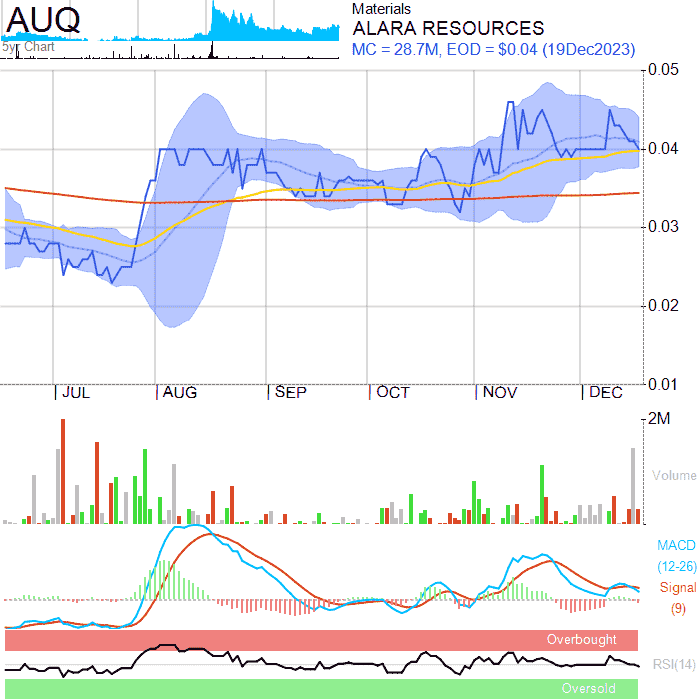 AUQ
5yr Chart
Materials
ALARA RESOURCES
MC = 28.7M, EOD = $0.04 (19Dec2023)
0.05
0.04
0.03
0.02
0.01
JUL AUG SEP OCT NOV DEC
2M
Volume
MACD
(12-26)
Signal
(9)
Overbought
RSI(14)
Oversold